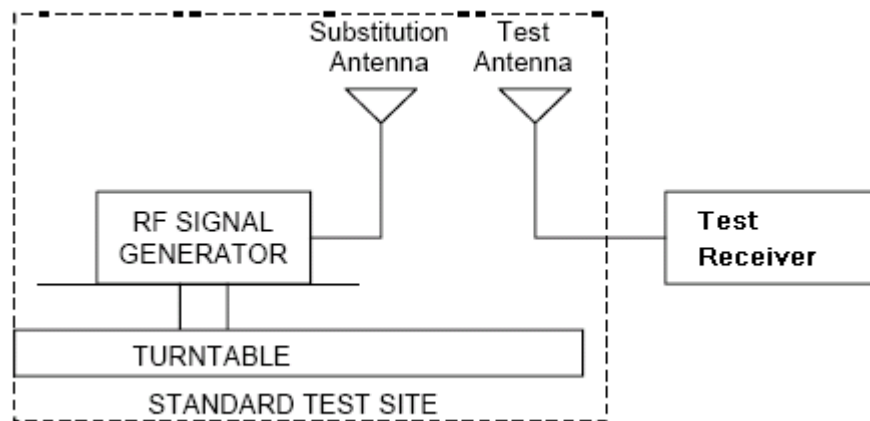 Substitution
Antenna
Test
Antenna
RF SIGNAL
GENERATOR
Test
Receiver
TURNTABLE
STANDARD TEST SITE